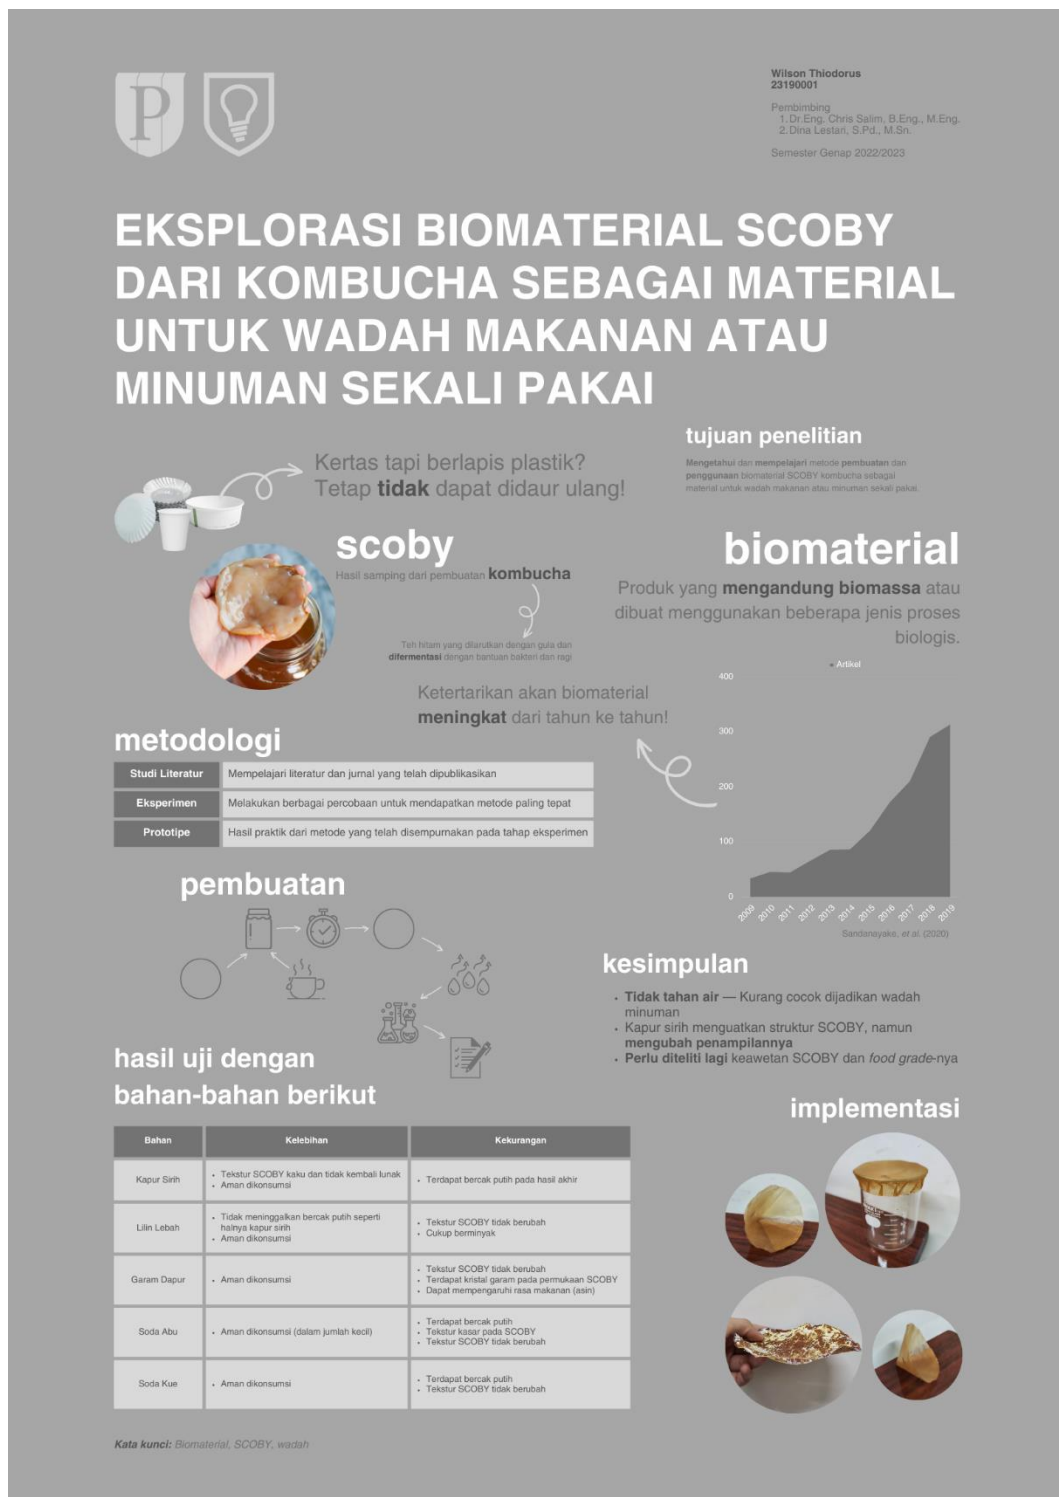 P
Wilson Thiodorus
23190001
Pembimbing
1. Dr.Eng. Chris Salim, B.Eng., M.Eng.
2. Dina Lestari, S.Pd., M.Sn.
Semester Genap 2022/2023
EKSPLORASI BIOMATERIAL SCOBY
DARI KOMBUCHA SEBAGAI MATERIAL
UNTUK WADAH MAKANAN ATAU
MINUMAN SEKALI PAKAI
Kertas tapi berlapis plastik?
Tetap tidak dapat didaur ulang!
tujuan penelitian
Mengetahui dan mempelajari metode pembuatan dan
penggunaan biomaterial SCOBY kombucha sebagai
material untuk wadah makanan atau minuman sekali pakai.
scoby
Hasil samping dari pembuatan kombucha
Teh hitam yang dilarutkan dengan gula dan
difermentasi dengan bantuan bakteri dan ragi
biomaterial
Produk yang mengandung biomassa atau
dibuat menggunakan beberapa jenis proses
biologis.
Ketertarikan akan biomaterial
meningkat dari tahun ke tahun!
Artikel
400
300
200
100
0
2009 2010 2011 2012 2013 2014 2015 2016 2017 2018 2019
Sandanayake, et al. (2020)
metodologi
Studi Literatur Mempelajari literatur dan jurnal yang telah dipublikasikan
Eksperimen Melakukan berbagai percobaan untuk mendapatkan metode paling tepat
Prototipe Hasil praktik dari metode yang telah disempurnakan pada tahap eksperimen
pembuatan
kesimpulan
• Tidak tahan air — Kurang cocok dijadikan wadah
minuman
• Kapur sirih menguatkan struktur SCOBY, namun
mengubah penampilannya
• Perlu diteliti lagi keawetan SCOBY dan food grade-nya
hasil uji dengan
bahan-bahan berikut
Bahan Kelebihan Kekurangan
Kapur Sirih
• Tekstur SCOBY kaku dan tidak kembali lunak
• Aman dikonsumsi
• Terdapat bercak putih pada hasil akhir
Lilin Lebah
• Tidak meninggalkan bercak putih seperti
halnya kapur sirih
• Aman dikonsumsi
• Tekstur SCOBY tidak berubah
• Cukup berminyak
Garam Dapur
• Aman dikonsumsi
• Tekstur SCOBY tidak berubah
• Terdapat kristal garam pada permukaan SCOBY
• Dapat mempengaruhi rasa makanan (asin)
Soda Abu
• Aman dikonsumsi (dalam jumlah kecil)
• Terdapat bercak putih
• Tekstur kasar pada SCOBY
• Tekstur SCOBY tidak berubah
Soda Kue
• Aman dikonsumsi
• Terdapat bercak putih
• Tekstur SCOBY tidak berubah
implementasi
Kata kunci: Biomaterial, SCOBY, wadah